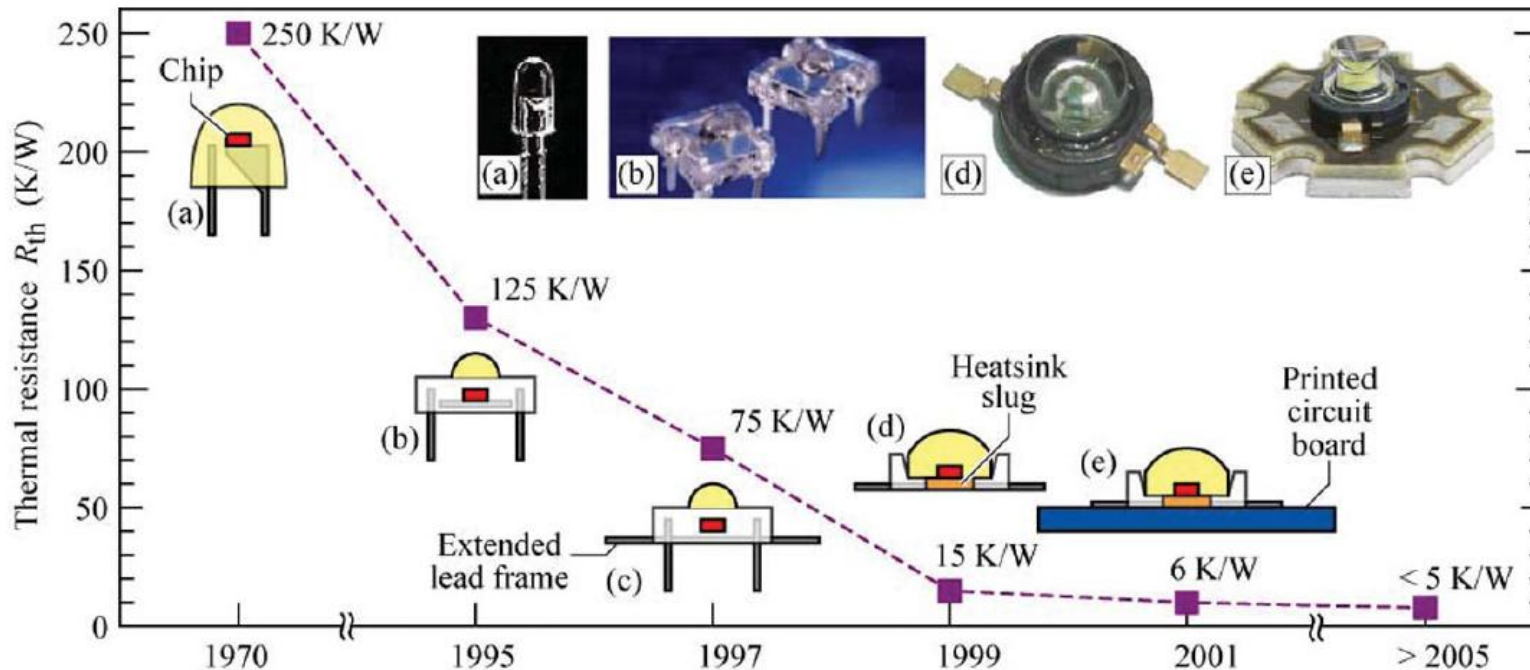 250 K/W
Chip
(a)
(a)
(b)
(d)
(e)
125 K/W
(b)
75 K/W
Extended
lead frame
(c)
(d)
Heatsink
slug
15 K/W
(e)
Printed
circuit
board
6 K/W
< 5 K/W
Thermal resistance Rth (K/W)
250
200
150
100
50
0
1970
1995
1997
1999
2001
> 2005